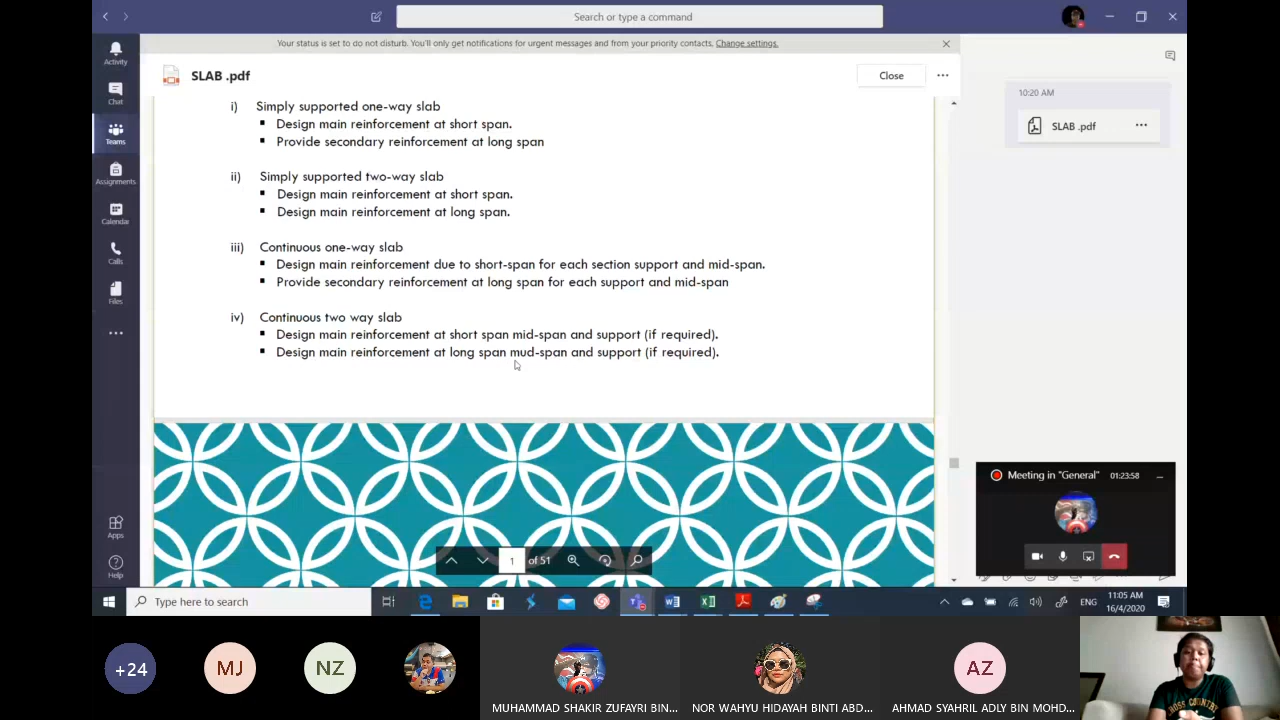 Search or type a command
Your status is set to do not disturb. You'll only get notifications for urgent messages and from your priority contacts. Change settings.
Activity
Chat
Teams
Assignments
Calendar
Calls
Files
Apps
Help
SLAB .pdf
Close
i) Simply supported one-way slab
▪ Design main reinforcement at short span.
▪ Provide secondary reinforcement at long span
ii) Simply supported two-way slab
▪ Design main reinforcement at short span.
▪ Design main reinforcement at long span.
iii) Continuous one-way slab
▪ Design main reinforcement due to short-span for each section support and mid-span.
▪ Provide secondary reinforcement at long span for each support and mid-span
iv) Continuous two way slab
▪ Design main reinforcement at short span mid-span and support (if required).
▪ Design main reinforcement at long span mud-span and support (if required).
1 of 51
10:20 AM
SLAB .pdf
Meeting in "General" 01:23:58
Type here to search
ENG
11:05 AM
16/4/2020
+24
MJ
NZ
AZ
MUHAMMAD SHAKIR ZUFAYRI BIN...
NOR WAHYU HIDAYAH BINTI ABD...
AHMAD SYAHRIL ADLY BIN MOHD...
CROSS COUNTRY